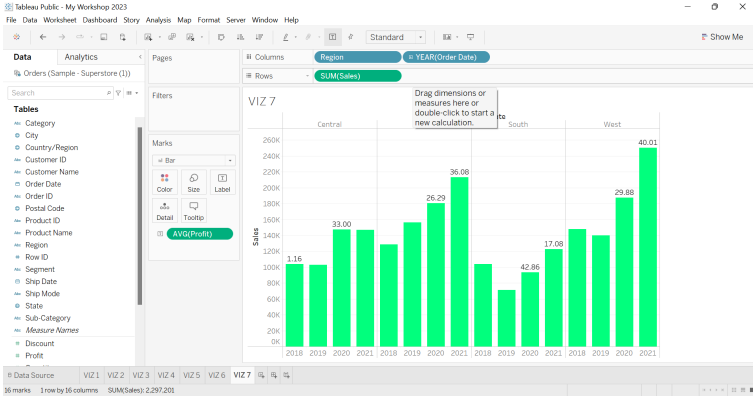 Tableau Public - My Workshop 2023
File Data Worksheet Dashboard Story Analysis Map Format Server Window Help
Standard Show Me
Data Analytics Pages Columns Region YEAR(Order Date)
Orders (Sample - Superstore (1)) Rows SUM(Sales)
Search
Filters
VIZ 7
Drag dimensions or
measures here or
double-click to start a
new calculation.
Tables
Category
City
Country/Region
Customer ID
Customer Name
Order Date
Order ID
Postal Code
Product ID
Product Name
Region
Row ID
Segment
Ship Date
Ship Mode
State
Sub-Category
Measure Names
Discount
Profit
Marks
Bar
Color Size Label
Detail Tooltip
AVG(Profit)
Central South West
Sales
260K
240K
220K
200K
180K
160K
140K
120K
100K
80K
60K
40K
20K
0K
1.16 33.00 26.29 36.08 42.86 17.08 29.88 40.01
2018 2019 2020 2021 2018 2019 2020 2021 2018 2019 2020 2021 2018 2019 2020 2021
Data Source VIZ 1 VIZ 2 VIZ 3 VIZ 4 VIZ 5 VIZ 6 VIZ 7
16 marks 1 row by 16 columns SUM(Sales): 2,297,201